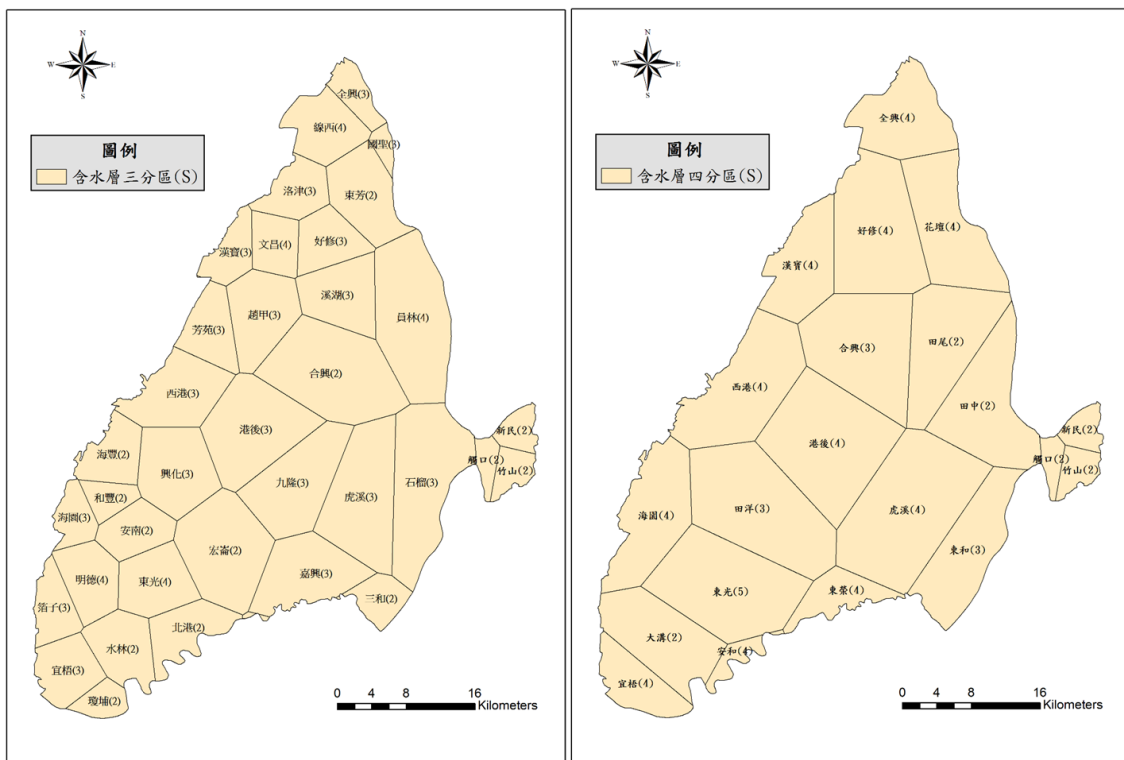 N
W
E
S
圖例
含水層三分區(S)
全興(3)
線西(4)
國聖(3)
洛津(3)
東芳(2)
漢寶(3)
文昌(4)
好修(3)
溪湖(3)
員林(4)
芳苑(3)
趙甲(3)
合興(2)
西港(3)
港後(3)
新民(2)
觸口(2)
竹山(2)
海豐(2)
興化(3)
九隆(3)
虎溪(3)
石榴(3)
和豐(2)
海園(3)
安南(2)
宏崙(2)
明德(4)
東光(4)
嘉興(3)
三和(2)
箔子(3)
北港(2)
水林(2)
宜梧(3)
瓊埔(2)
0 4 8 16
Kilometers
N
W
E
S
圖例
含水層四分區(S)
全興(4)
好修(4)
花壇(4)
漢寶(4)
合興(3)
田尾(2)
西港(4)
田中(2)
港後(4)
新民(2)
觸口(2)
竹山(2)
海園(4)
田洋(3)
虎溪(4)
東和(3)
東光(5)
東榮(4)
大溝(2)
安和(4)
宜梧(4)
0 4 8 16
Kilometers